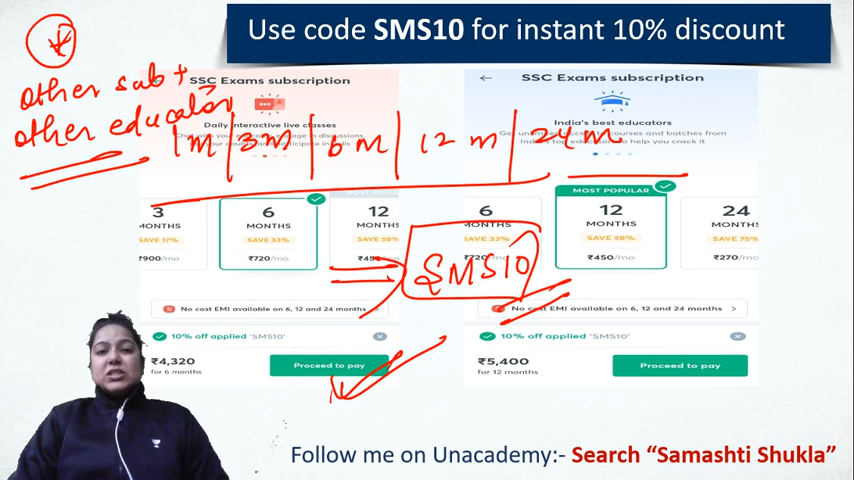 Use code SMS10 for instant 10% discount
other sub +
other educator
SSC Exams subscription
Daily interactive live classes
1m | 3m | 6m | 12 m | 24 m
3
MONTHS
SAVE 17%
₹900/mo
6
MONTHS
SAVE 33%
₹720/mo
12
MONTHS
SAVE 58%
No cost EMI available on 6, 12 and 24 months
10% off applied 'SMS10'
₹4,320
for 6 months
Proceed to pay
SSC Exams subscription
India's best educators
6
MONTHS
SAVE 33%
MOST POPULAR
12
MONTHS
SAVE 58%
₹450/mo
24
MONTHS
SAVE 75%
₹270/mo
SMS10
No cost EMI available on 6, 12 and 24 months
10% off applied 'SMS10'
₹5,400
for 12 months
Proceed to pay
Follow me on Unacademy:- Search “Samashti Shukla”